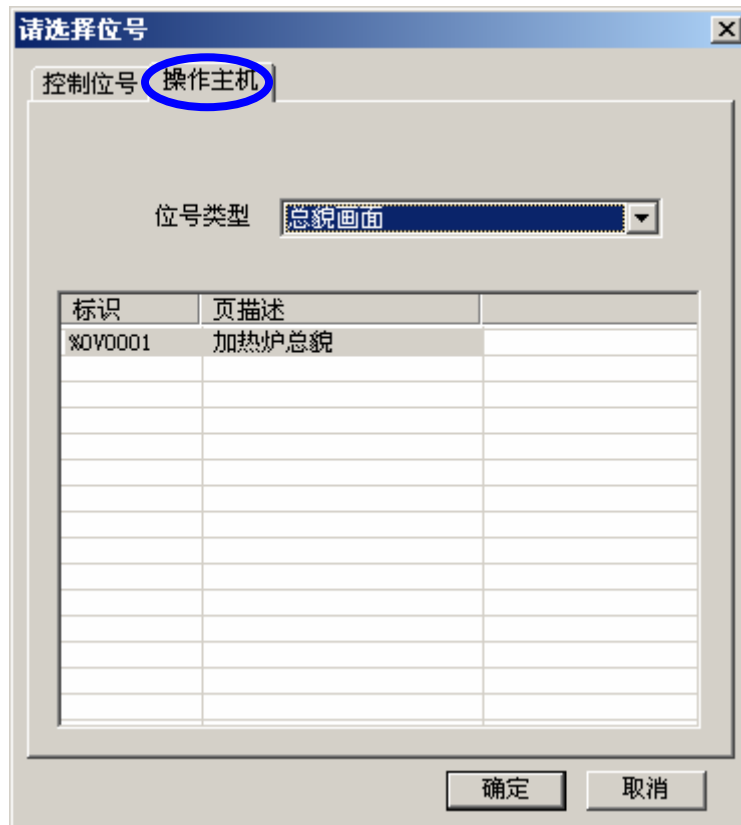 请选择位号
控制位号 操作主机
位号类型 总貌画面
标识 页描述
%OV0001 加热炉总貌
确定 取消